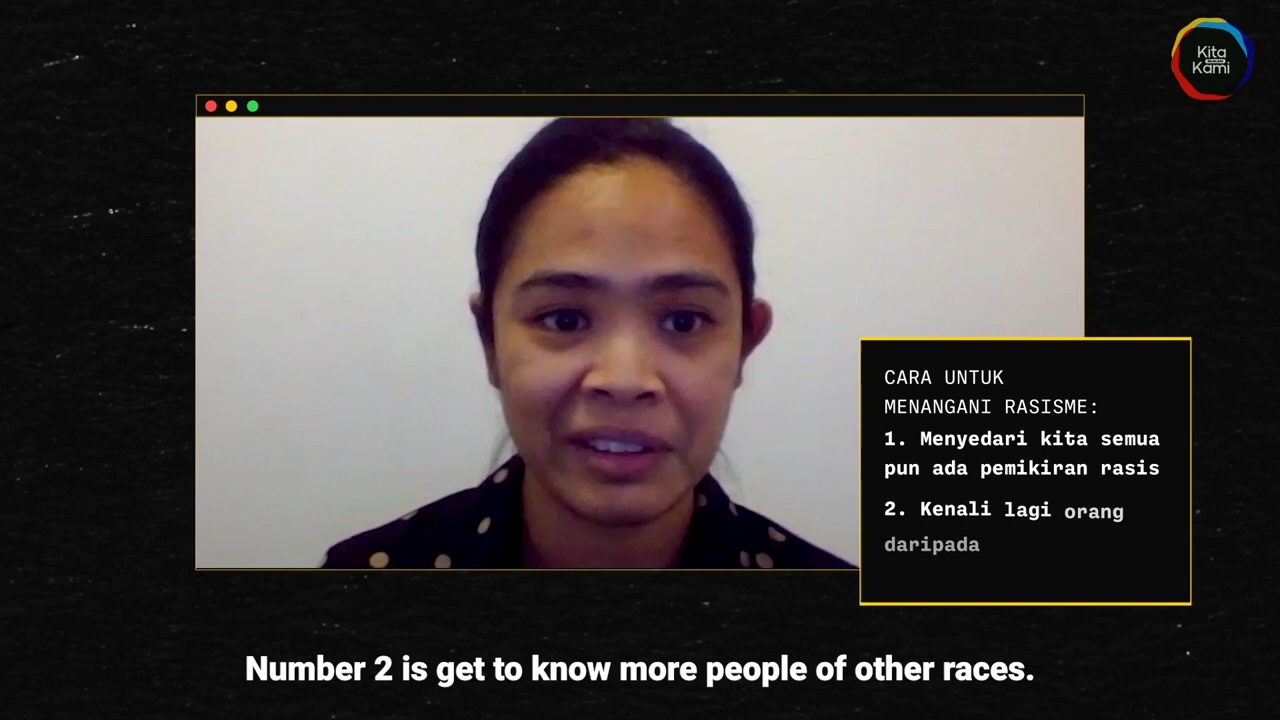 Kita
Kami
CARA UNTUK
MENANGANI RASISME:
1. Menyedari kita semua
pun ada pemikiran rasis
2. Kenali lagi orang
daripada
Number 2 is get to know more people of other races.